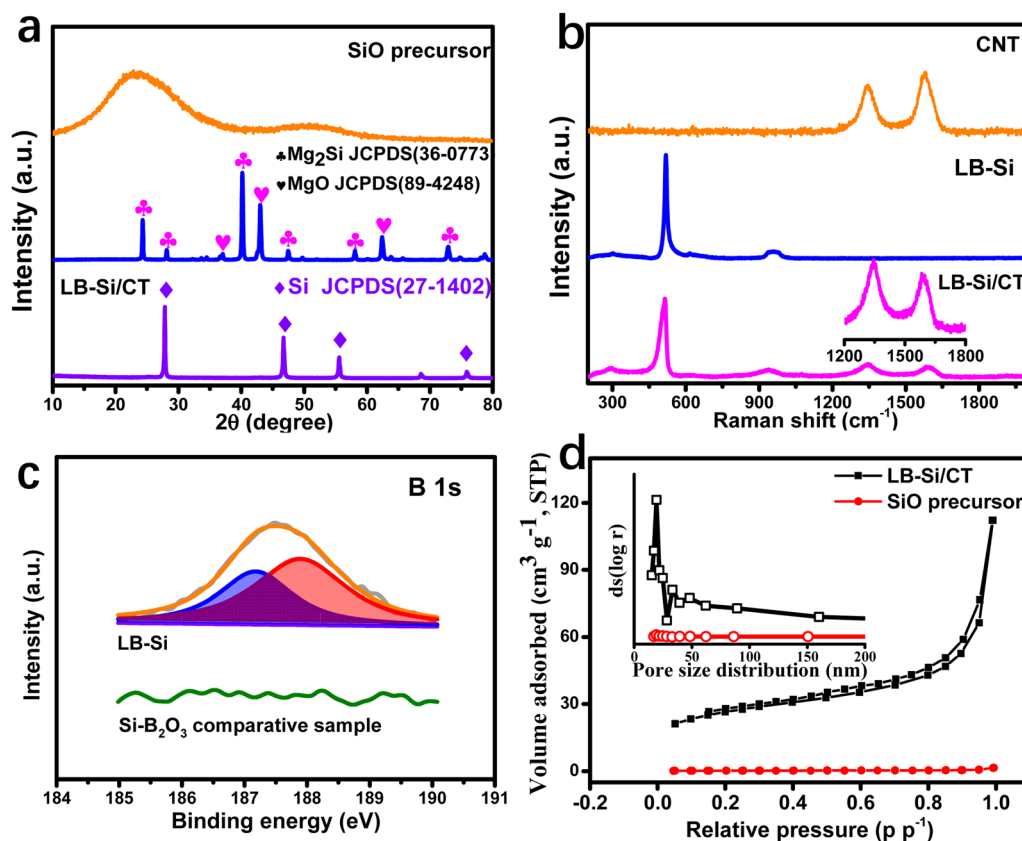 a
SiO precursor
♣Mg₂Si JCPDS(36-0773
♥MgO JCPDS(89-4248)
LB-Si/CT
♦Si JCPDS(27-1402)
Intensity (a.u.)
10 20 30 40 50 60 70 80
2θ (degree)
b
CNT
LB-Si
LB-Si/CT
1200 1400 1600 1800
Intensity (a.u.)
300 600 900 1200 1500 1800
Raman shift (cm⁻¹)
c
B 1s
LB-Si
Si-B₂O₃ comparative sample
Intensity (a.u.)
184 185 186 187 188 189 190 191
Binding energy (eV)
d
LB-Si/CT
SiO precursor
Volume adsorbed (cm³ g⁻¹, STP)
120
90
60
30
0
ds(log r)
0 50 100 150 200
Pore size distribution (nm)
-0.2 0.0 0.2 0.4 0.6 0.8 1.0
Relative pressure (p p⁻¹)